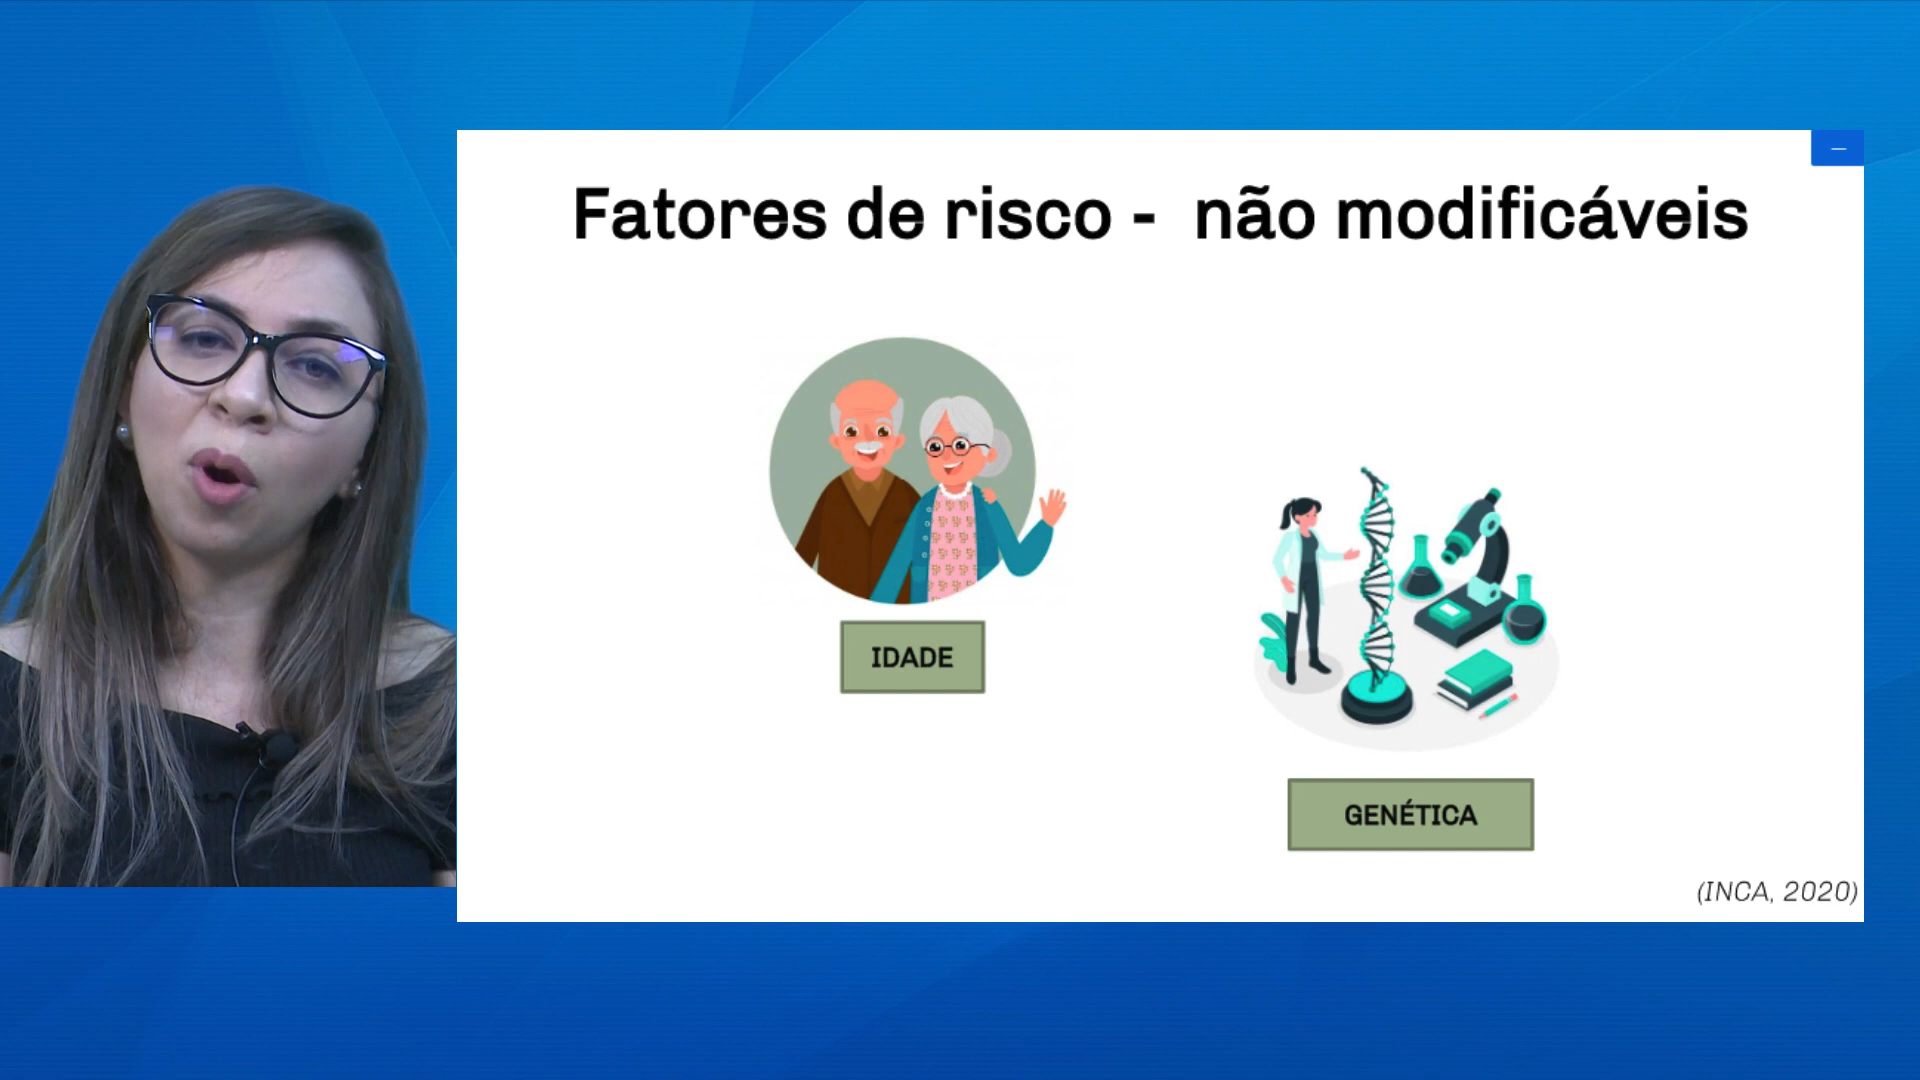 Fatores de risco - não modificáveis
IDADE
GENÉTICA
(INCA, 2020)